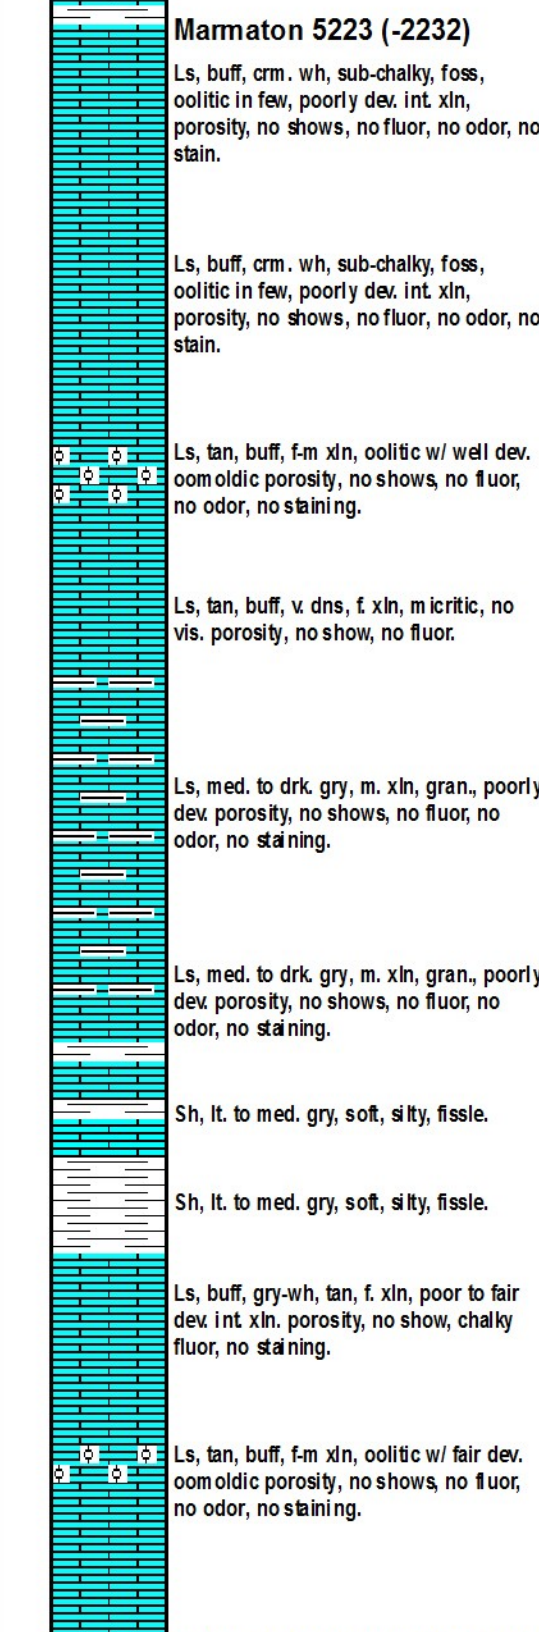 Marmaton 5223 (-2232)
Ls, buff, crm. wh, sub-chalky, foss,
oolitic in few, poorly dev. int. xln,
porosity, no shows, no fluor, no odor, no
stain.
Ls, buff, crm. wh, sub-chalky, foss,
oolitic in few, poorly dev. int. xln,
porosity, no shows, no fluor, no odor, no
stain.
Ls, tan, buff, f-m xln, oolitic w/ well dev.
oomoldic porosity, no shows, no fluor,
no odor, no staining.
Ls, tan, buff, v. dns, f. xln, micritic, no
vis. porosity, no show, no fluor.
Ls, med. to drk. gry, m. xln, gran., poorly
dev. porosity, no shows, no fluor, no
odor, no staining.
Ls, med. to drk. gry, m. xln, gran., poorly
dev. porosity, no shows, no fluor, no
odor, no staining.
Sh, lt. to med. gry, soft, silty, fissle.
Sh, lt. to med. gry, soft, silty, fissle.
Ls, buff, gry-wh, tan, f. xln, poor to fair
dev. int. xln. porosity, no show, chalky
fluor, no staining.
Ls, tan, buff, f-m xln, oolitic w/ fair dev.
oomoldic porosity, no shows, no fluor,
no odor, no staining.